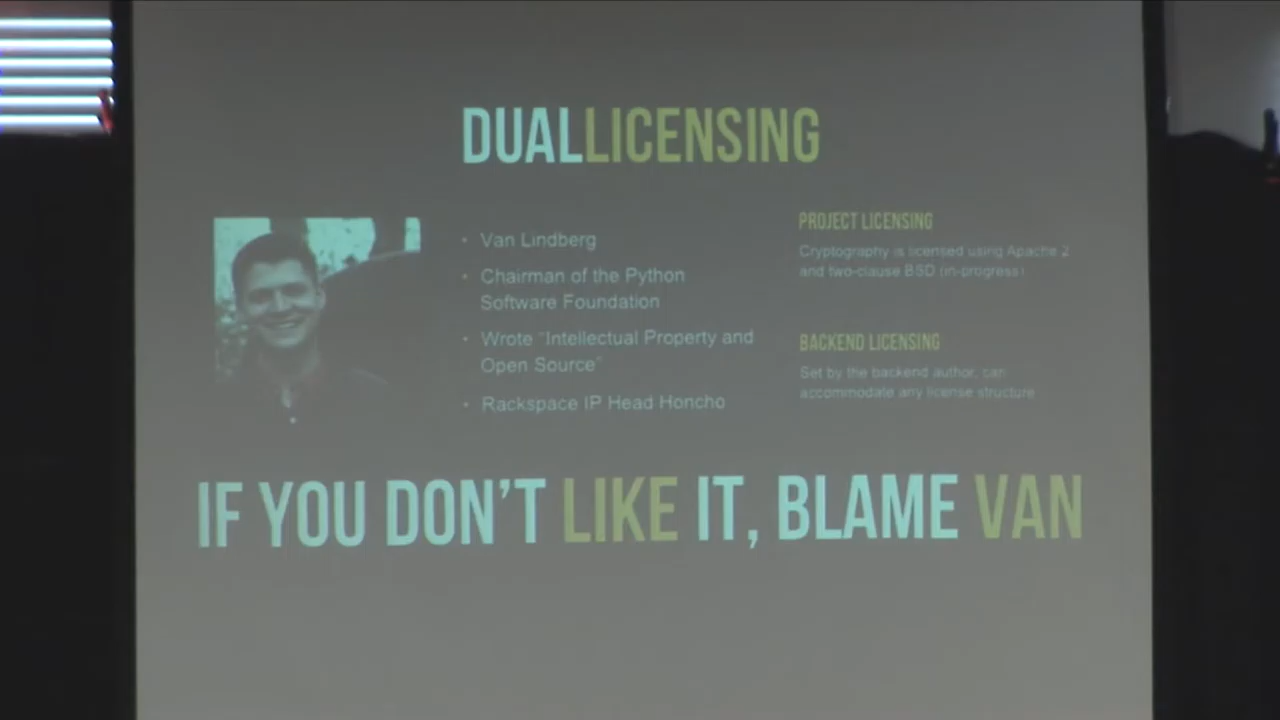 DUALLICENSING
• Van Lindberg
• Chairman of the Python
Software Foundation
• Wrote "Intellectual Property and
Open Source"
• Rackspace IP Head Honcho
PROJECT LICENSING
Cryptography is licensed using Apache 2
and two-clause BSD (in-progress)
BACKEND LICENSING
Set by the backend author, can
accommodate any license structure
IF YOU DON'T LIKE IT, BLAME VAN